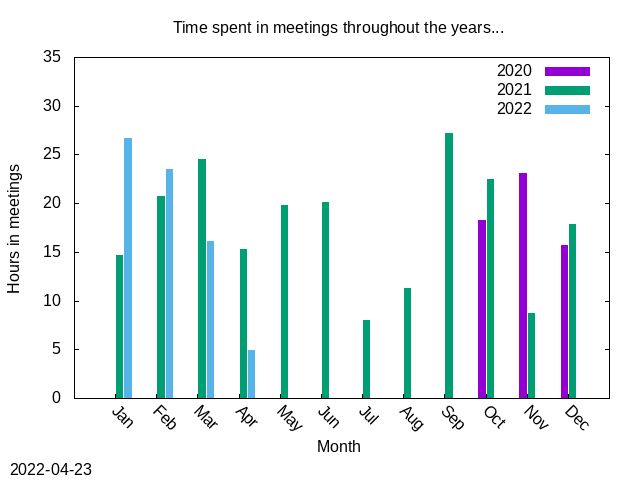 Time spent in meetings throughout the years...
35
30
25
20
15
10
5
0
Hours in meetings
2020
2021
2022
Jan
Feb
Mar
Apr
May
Jun
Jul
Aug
Sep
Oct
Nov
Dec
Month
2022-04-23